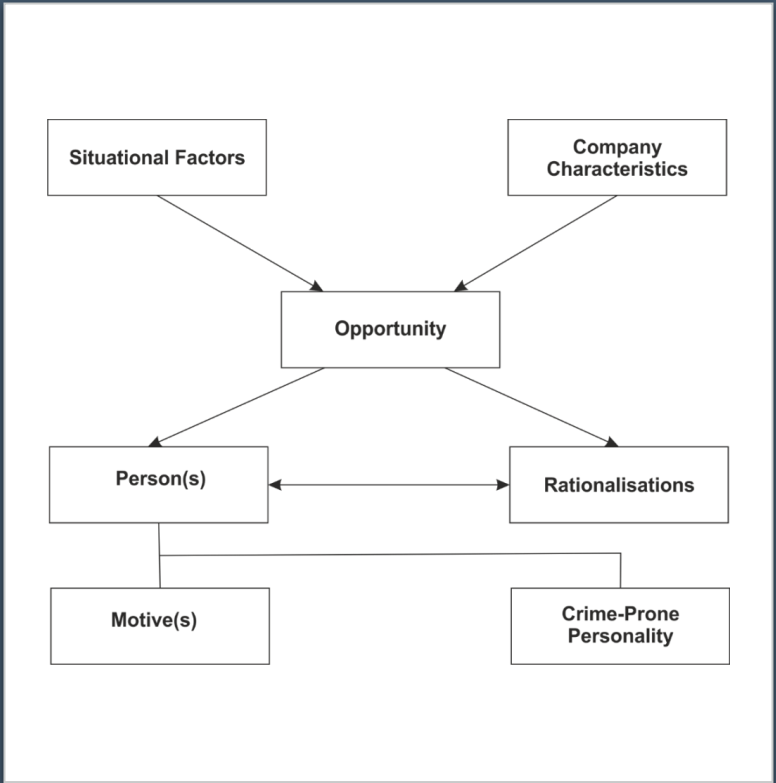 Situational Factors
Company
Characteristics
Opportunity
Person(s)
Rationalisations
Motive(s)
Crime-Prone
Personality